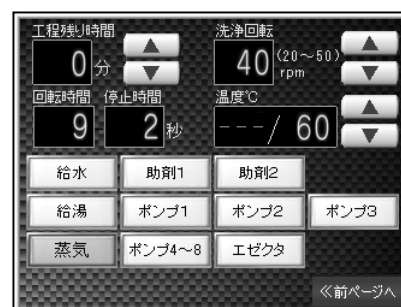 工程残り時間
0分
洗浄回転
40 (20～50) rpm
回転時間 停止時間
9 2秒
温度℃
---/ 60
給水 助剤1 助剤2
給湯 ポンプ1 ポンプ2 ポンプ3
蒸気 ポンプ4～8 エゼクタ
≪前ページへ